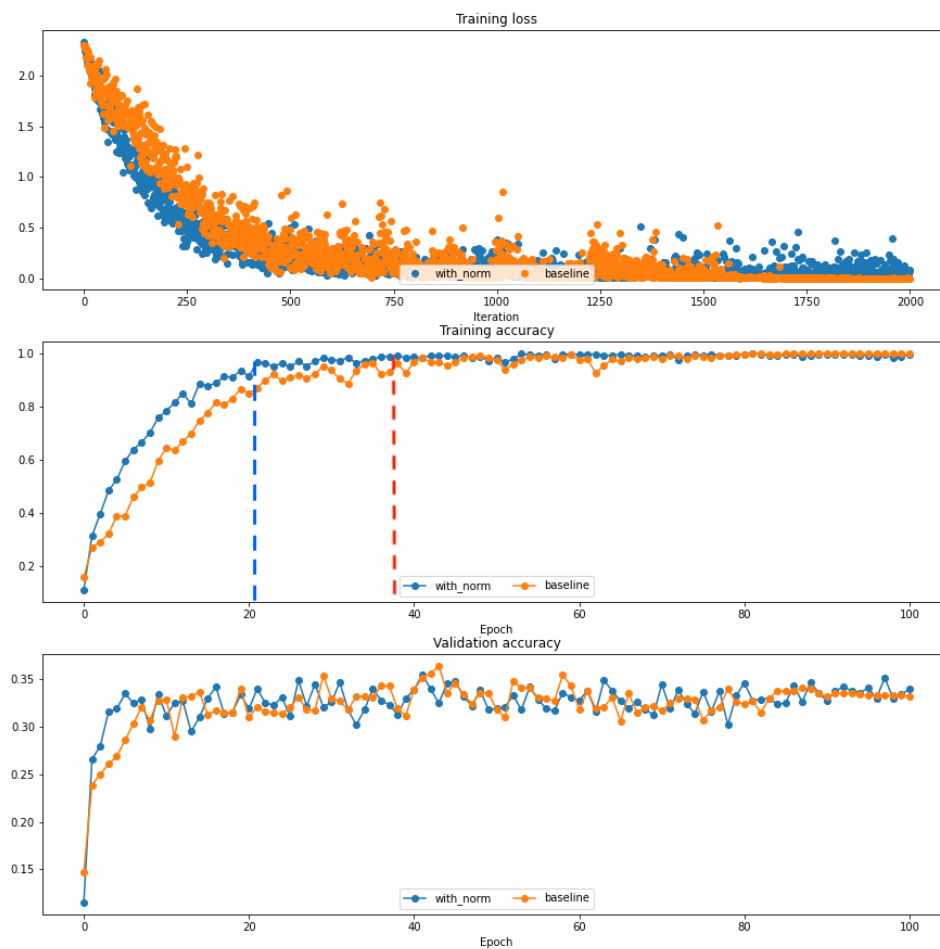 Training loss
2.0
1.5
1.0
0.5
0.0
with_norm baseline
0 250 500 750 1000 1250 1500 1750 2000
Iteration
Training accuracy
1.0
0.8
0.6
0.4
0.2
with_norm baseline
0 20 40 60 80 100
Epoch
Validation accuracy
0.35
0.30
0.25
0.20
0.15
with_norm baseline
0 20 40 60 80 100
Epoch